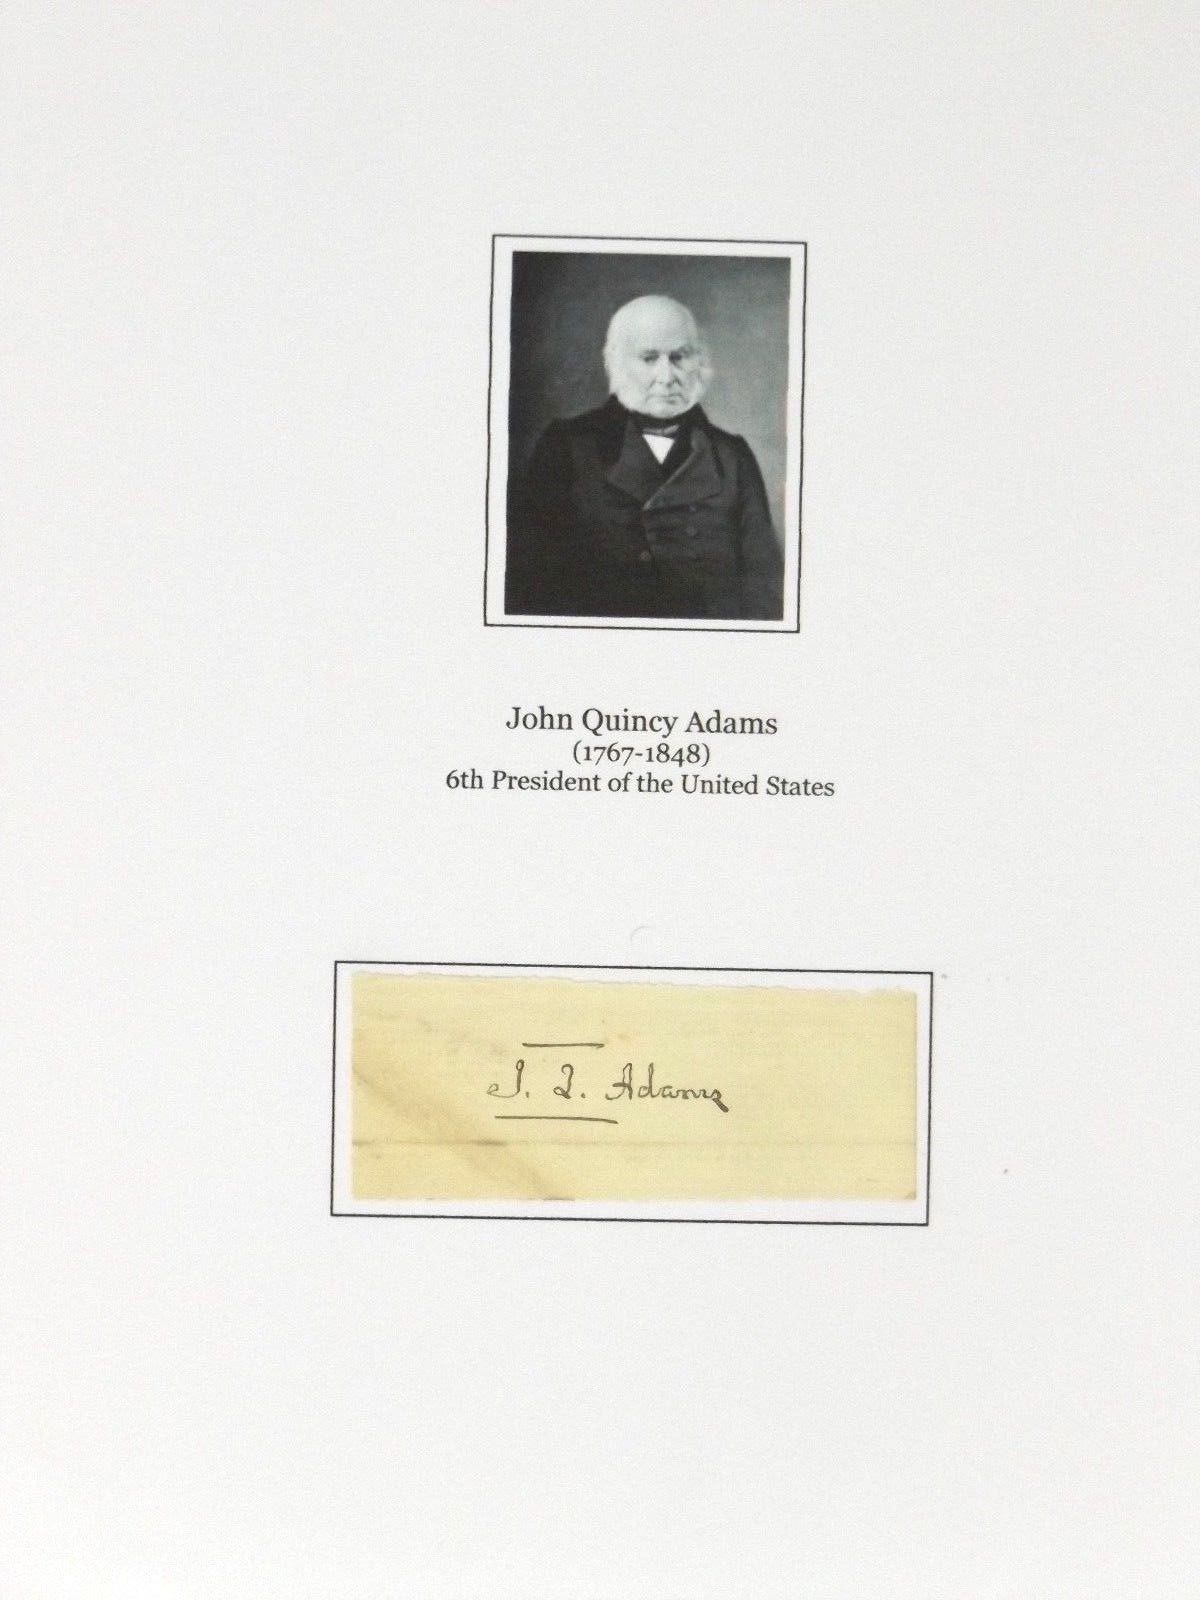 John Quincy Adams
(1767-1848)
6th President of the United States
J. Q. Adams